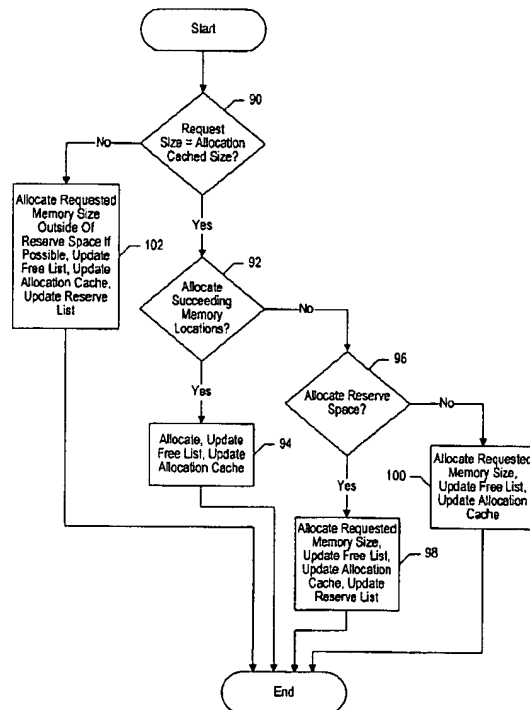 Start
90
Request
Size = Allocation
Cached Size?
No
Yes
Allocate Requested
Memory Size
Outside Of
Reserve Space If
Possible, Update
Free List, Update
Allocation Cache,
Update Reserve
List
102
92
Allocate
Succeeding
Memory
Locations?
No
Yes
96
Allocate Reserve
Space?
No
Yes
Allocate, Update
Free List, Update
Allocation Cache
94
100
Allocate Requested
Memory Size,
Update Free List,
Update Allocation
Cache
Allocate Requested
Memory Size,
Update Free List,
Update Allocation
Cache, Update
Reserve List
98
End